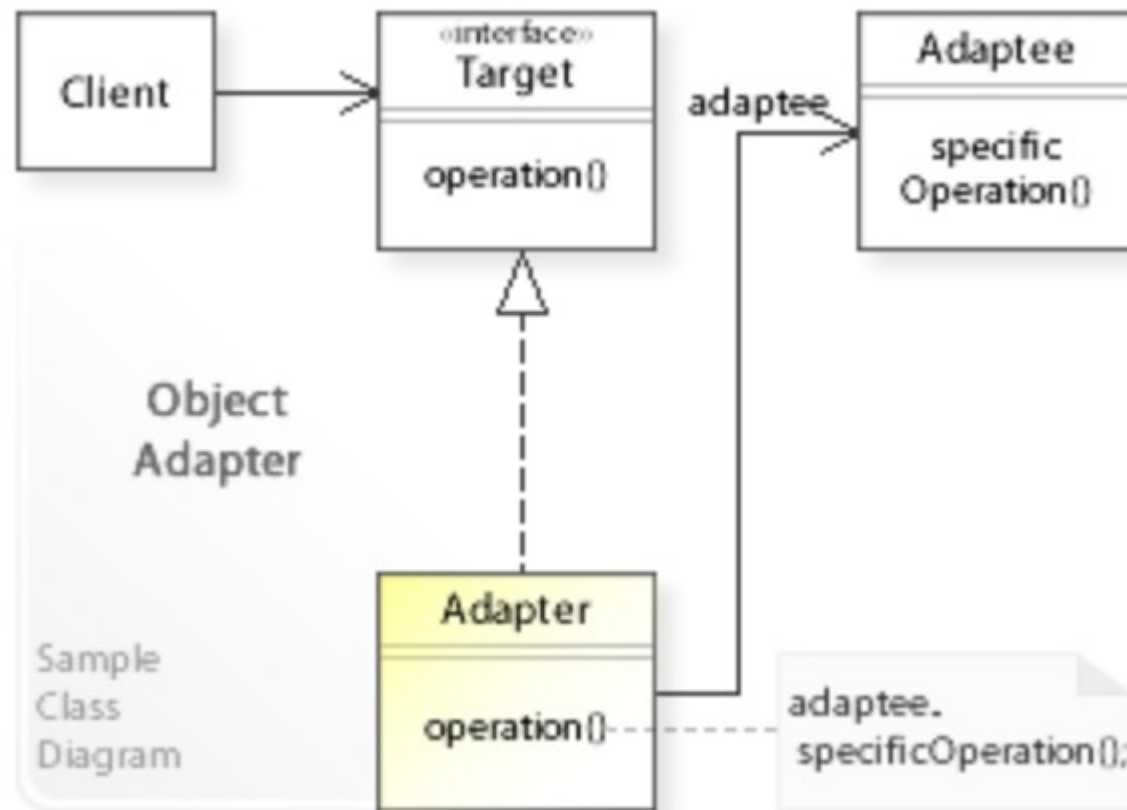 Client
«interface»
Target
operation()
adaptee
Adaptee
specific
Operation()
Object
Adapter
Sample
Class
Diagram
Adapter
operation()
adaptee.
specificOperation();